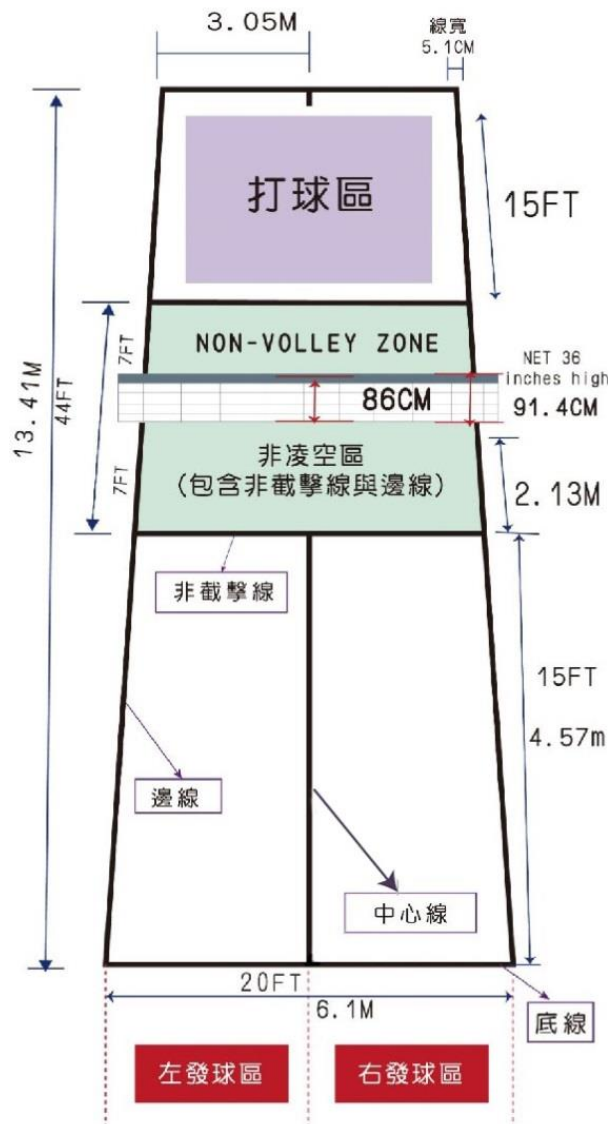 3.05M
線寬
5.1CM
打球區
15FT
13.41M
44FT
7FT
NON-VOLLEY ZONE
NET 36
inches high
91.4CM
86CM
7FT
非凌空區
(包含非截擊線與邊線)
2.13M
非截擊線
15FT
4.57m
邊線
中心線
20FT
6.1M
底線
左發球區
右發球區